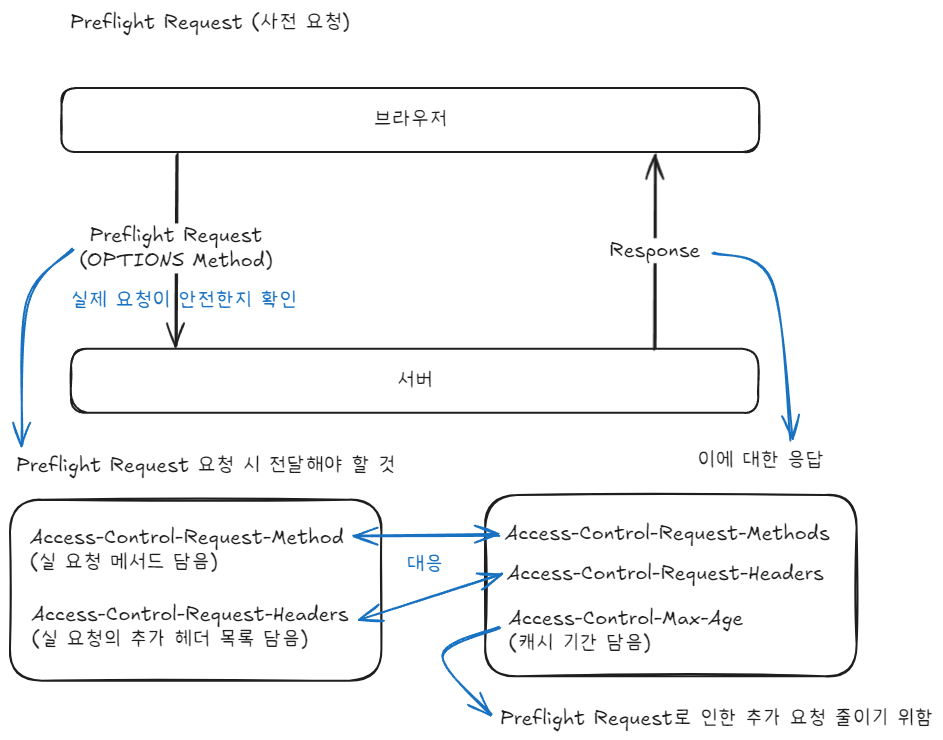 Preflight Request (사전 요청)
브라우저
Preflight Request
(OPTIONS Method)
실제 요청이 안전한지 확인
Response
서버
Preflight Request 요청 시 전달해야 할 것
이에 대한 응답
Access-Control-Request-Method
(실 요청 메서드 담음)
Access-Control-Request-Headers
(실 요청의 추가 헤더 목록 담음)
대응
Access-Control-Request-Methods
Access-Control-Request-Headers
Access-Control-Max-Age
(캐시 기간 담음)
Preflight Request로 인한 추가 요청 줄이기 위함